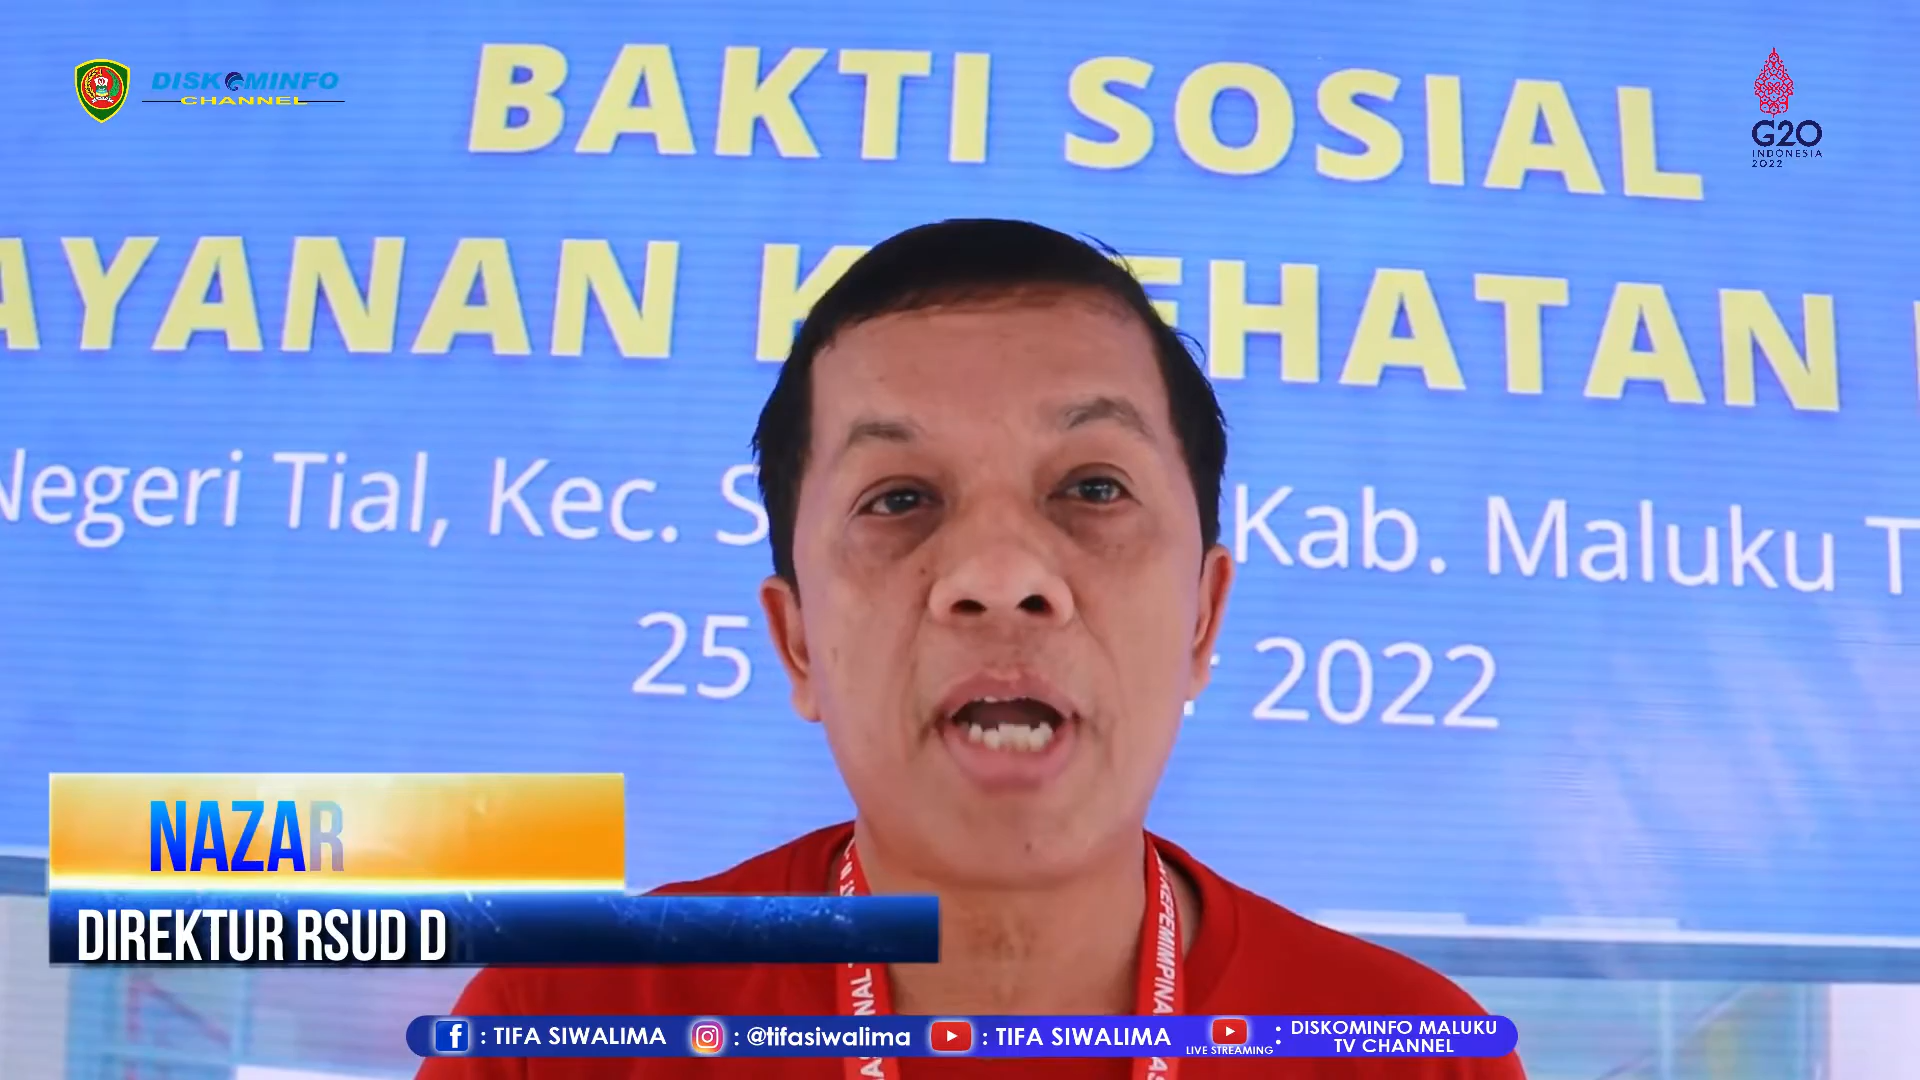 DISKOMINFO
CHANNEL
G20
INDONESIA
2022
BAKTI SOSIAL
AYANAN K EHATAN
Negeri Tial, Kec. S Kab. Maluku T
25 2022
NAZAR
DIREKTUR RSUD D
: TIFA SIWALIMA : @tifasiwalima : TIFA SIWALIMA LIVE STREAMING : DISKOMINFO MALUKU
TV CHANNEL